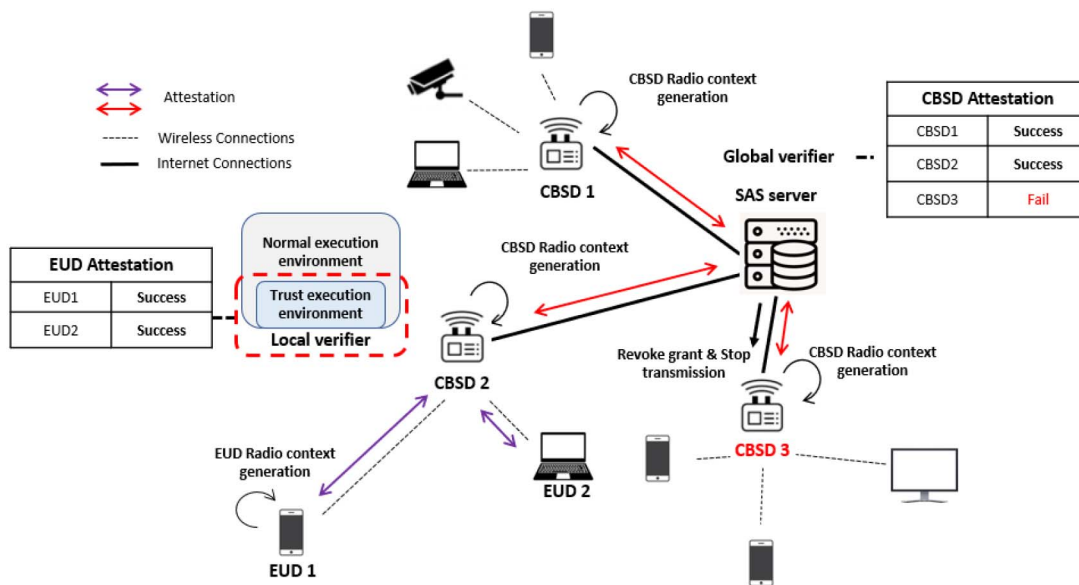 Attestation
Wireless Connections
Internet Connections
CBSD Radio context
generation
CBSD 1
Global verifier
SAS server
CBSD Attestation
CBSD1 Success
CBSD2 Success
CBSD3 Fail
EUD Attestation
EUD1 Success
EUD2 Success
Normal execution
environment
Trust execution
environment
Local verifier
CBSD Radio context
generation
CBSD 2
Revoke grant & Stop
transmission
CBSD Radio context
generation
CBSD 3
EUD Radio context
generation
EUD 1
EUD 2